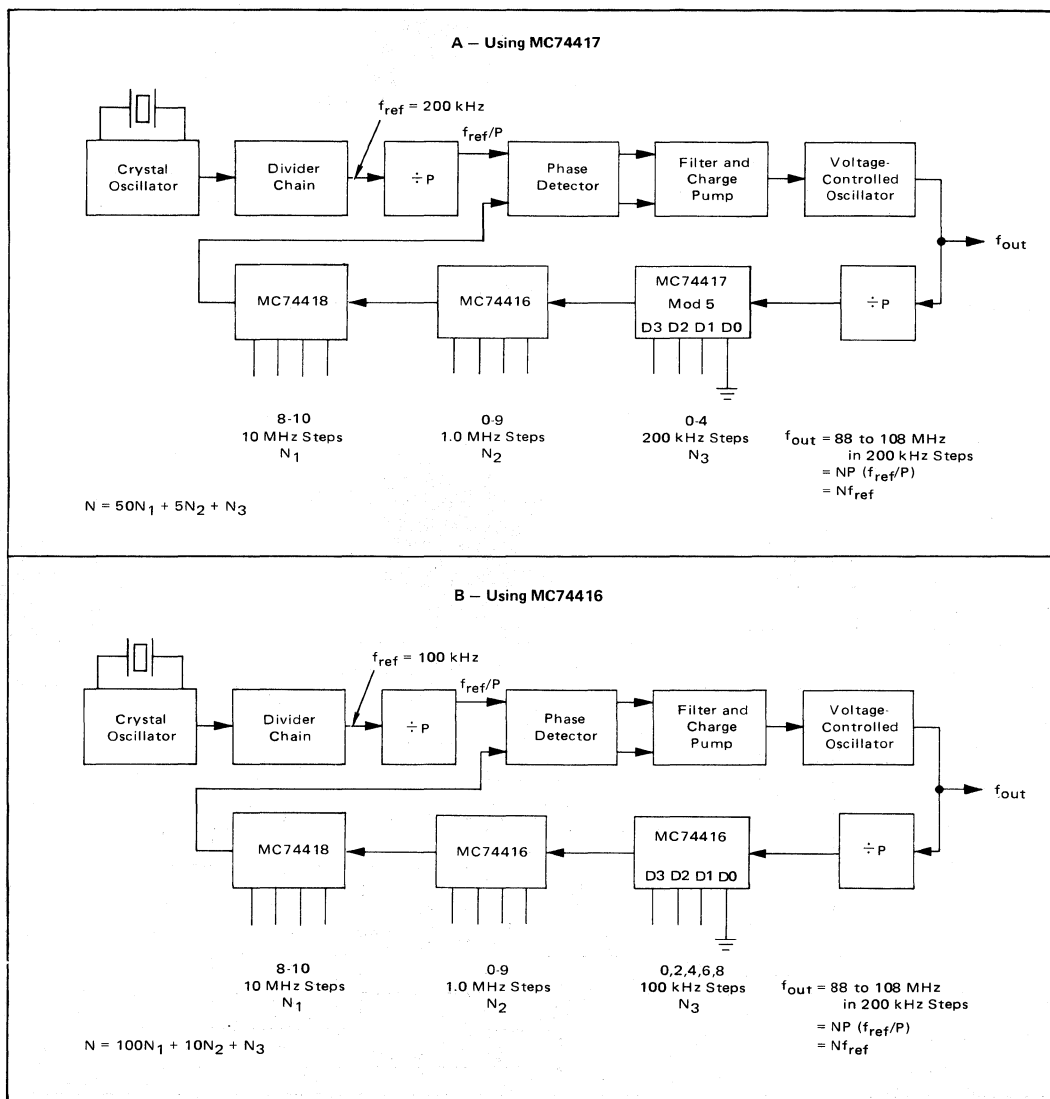 A – Using MC74417
f_ref = 200 kHz
f_ref/P
Crystal
Oscillator
Divider
Chain
÷P
Phase
Detector
Filter and
Charge
Pump
Voltage-
Controlled
Oscillator
f_out
MC74418
MC74416
MC74417
Mod 5
D3 D2 D1 D0
÷P
8-10
10 MHz Steps
N₁
0-9
1.0 MHz Steps
N₂
0-4
200 kHz Steps
N₃
f_out = 88 to 108 MHz
in 200 kHz Steps
= NP (f_ref/P)
= Nf_ref
N = 50N₁ + 5N₂ + N₃
B – Using MC74416
f_ref = 100 kHz
f_ref/P
Crystal
Oscillator
Divider
Chain
÷P
Phase
Detector
Filter and
Charge
Pump
Voltage-
Controlled
Oscillator
f_out
MC74418
MC74416
MC74416
D3 D2 D1 D0
÷P
8-10
10 MHz Steps
N₁
0-9
1.0 MHz Steps
N₂
0,2,4,6,8
100 kHz Steps
N₃
f_out = 88 to 108 MHz
in 200 kHz Steps
= NP (f_ref/P)
= Nf_ref
N = 100N₁ + 10N₂ + N₃